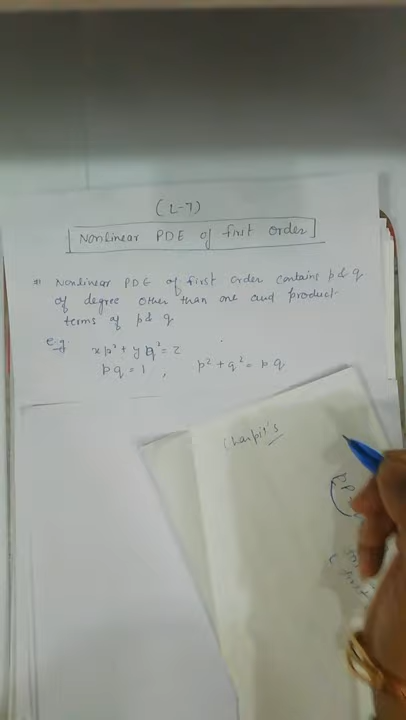 (L-7)
Nonlinear PDE of first order
Nonlinear PDE of first order contains p & q
of degree other than one and product
terms of p & q
e.g.
xp² + yq² = z
pq = 1 , p² + q² = pq
Charpit's